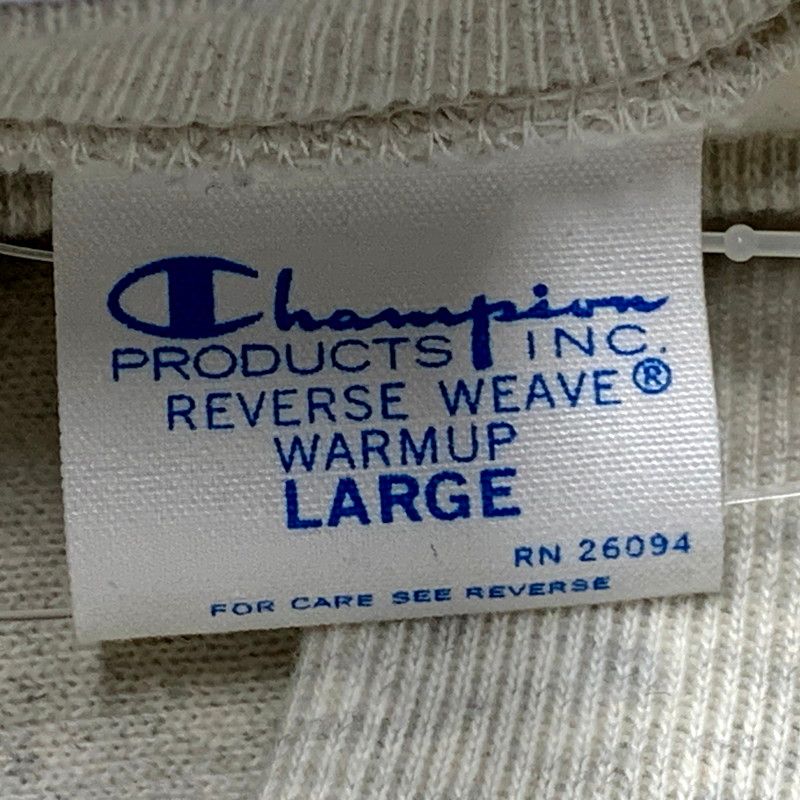 Champion
PRODUCTS INC.
REVERSE WEAVE®
WARMUP
LARGE
RN 26094
FOR CARE SEE REVERSE